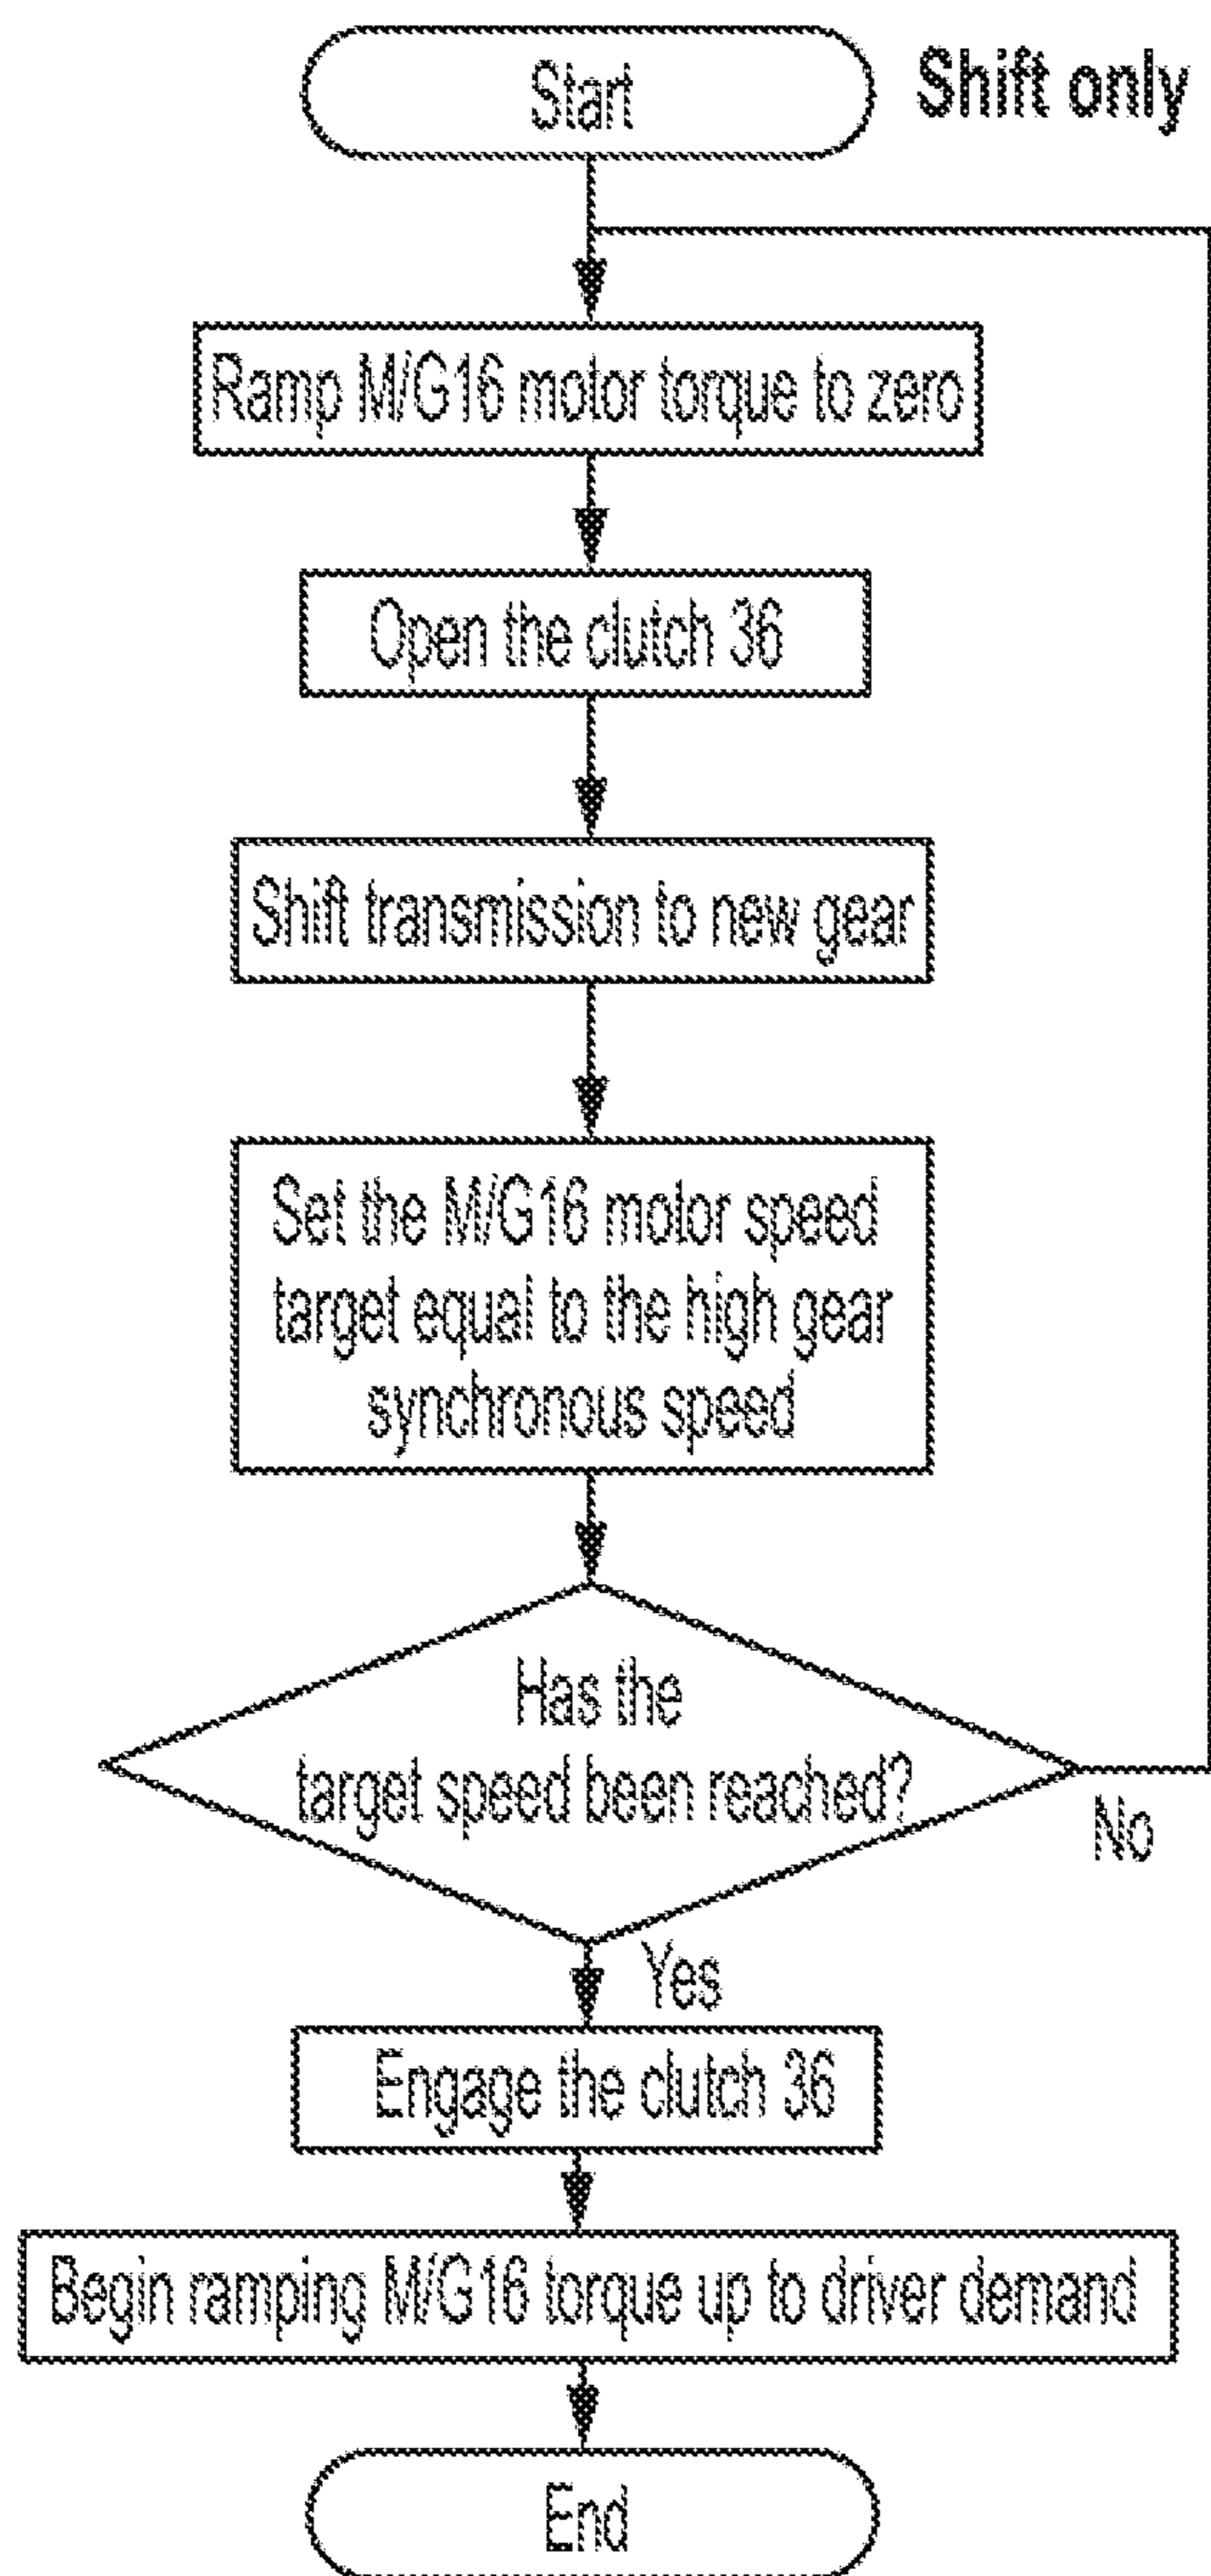 Start
Shift only
Ramp M/G16 motor torque to zero
Open the clutch 36
Shift transmission to new gear
Set the M/G16 motor speed
target equal to the high gear
synchronous speed
Has the
target speed been reached?
No
Yes
Engage the clutch 36
Begin ramping M/G16 torque up to driver demand
End